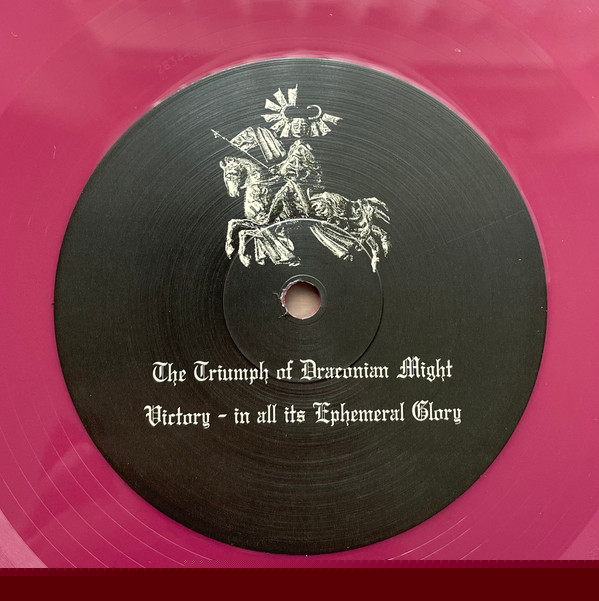 The Triumph of Draconian Might
Victory - in all its Ephemeral Glory